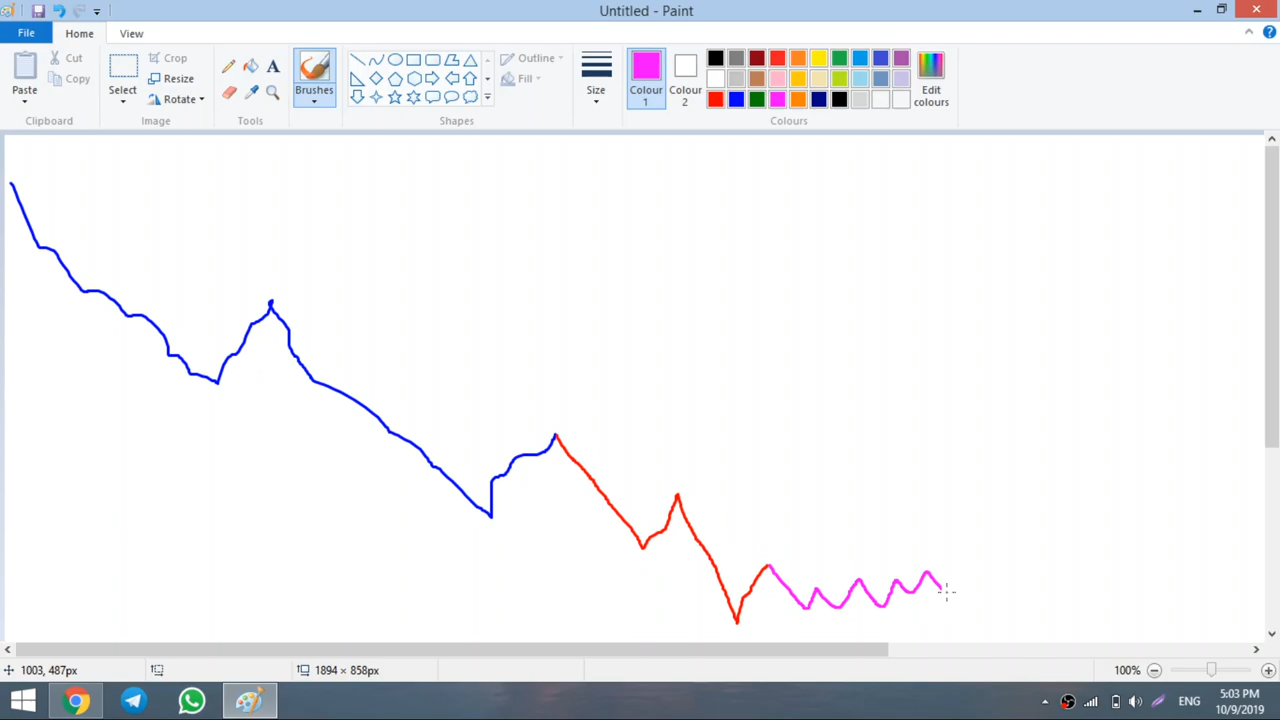 Untitled - Paint
File Home View
Paste Cut Copy Select Crop Resize Rotate A Brushes Outline Fill Size Colour 1 Colour 2 Edit colours
Clipboard Image Tools Shapes Colours
1003, 487px 1894 × 858px 100%
ENG 5:03 PM 10/9/2019